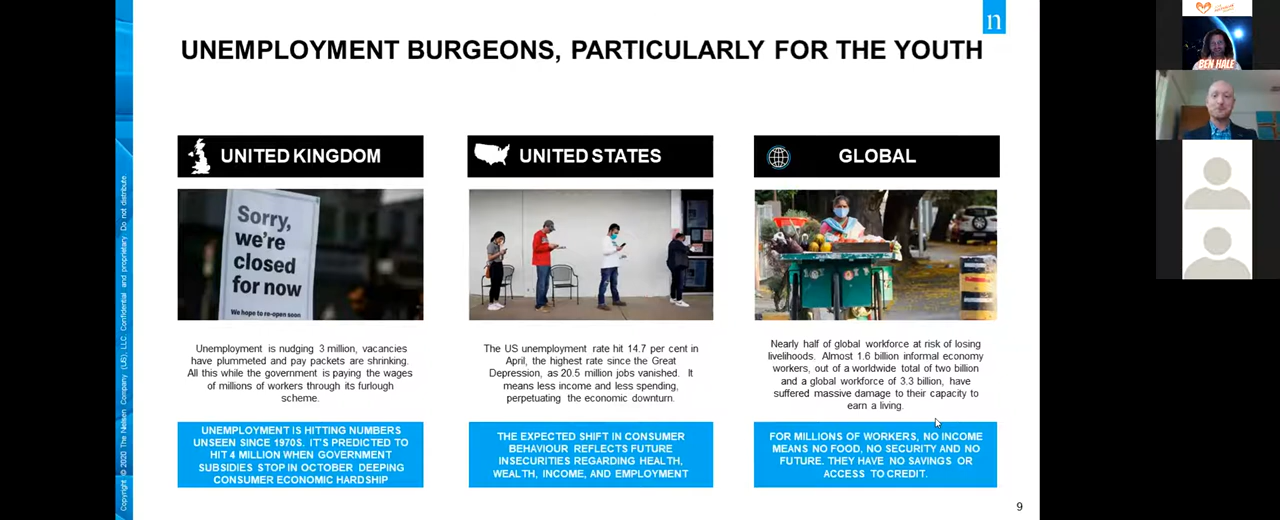 n
UNEMPLOYMENT BURGEONS, PARTICULARLY FOR THE YOUTH
UNITED KINGDOM
Sorry,
we're
closed
for now
We hope to re-open soon
Unemployment is nudging 3 million, vacancies
have plummeted and pay packets are shrinking.
All this while the government is paying the wages
of millions of workers through its furlough
scheme.
UNEMPLOYMENT IS HITTING NUMBERS
UNSEEN SINCE 1970S. IT'S PREDICTED TO
HIT 4 MILLION WHEN GOVERNMENT
SUBSIDIES STOP IN OCTOBER DEEPING
CONSUMER ECONOMIC HARDSHIP
UNITED STATES
The US unemployment rate hit 14.7 per cent in
April, the highest rate since the Great
Depression, as 20.5 million jobs vanished. It
means less income and less spending,
perpetuating the economic downturn.
THE EXPECTED SHIFT IN CONSUMER
BEHAVIOUR REFLECTS FUTURE
INSECURITIES REGARDING HEALTH,
WEALTH, INCOME, AND EMPLOYMENT
GLOBAL
Nearly half of global workforce at risk of losing
livelihoods. Almost 1.6 billion informal economy
workers, out of a worldwide total of two billion
and a global workforce of 3.3 billion, have
suffered massive damage to their capacity to
earn a living.
FOR MILLIONS OF WORKERS, NO INCOME
MEANS NO FOOD, NO SECURITY AND NO
FUTURE. THEY HAVE NO SAVINGS OR
ACCESS TO CREDIT.
Copyright © 2020 The Nielsen Company (US), LLC. Confidential and proprietary. Do not distribute
9
BEN HALE